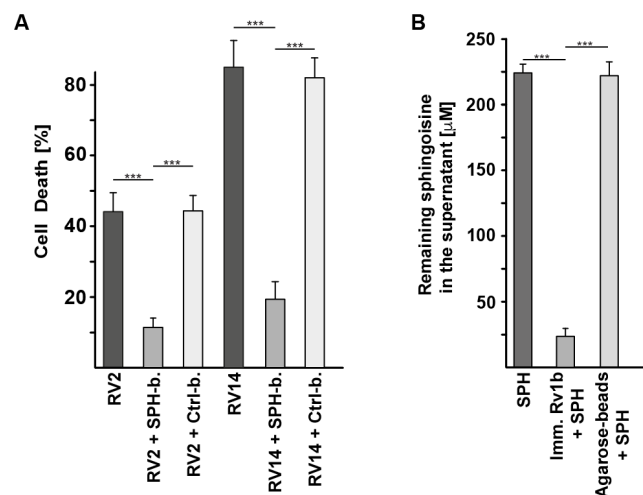 A
Cell Death [%]
80
60
40
20
***
***
***
***
RV2
RV2 + SPH-b.
RV2 + Ctrl-b.
RV14
RV14 + SPH-b.
RV14 + Ctrl-b.
B
Remaining sphingoisine
in the supernatant [µM]
250
200
150
100
50
***
***
SPH
Imm. Rv1b
+ SPH
Agarose-beads
+ SPH